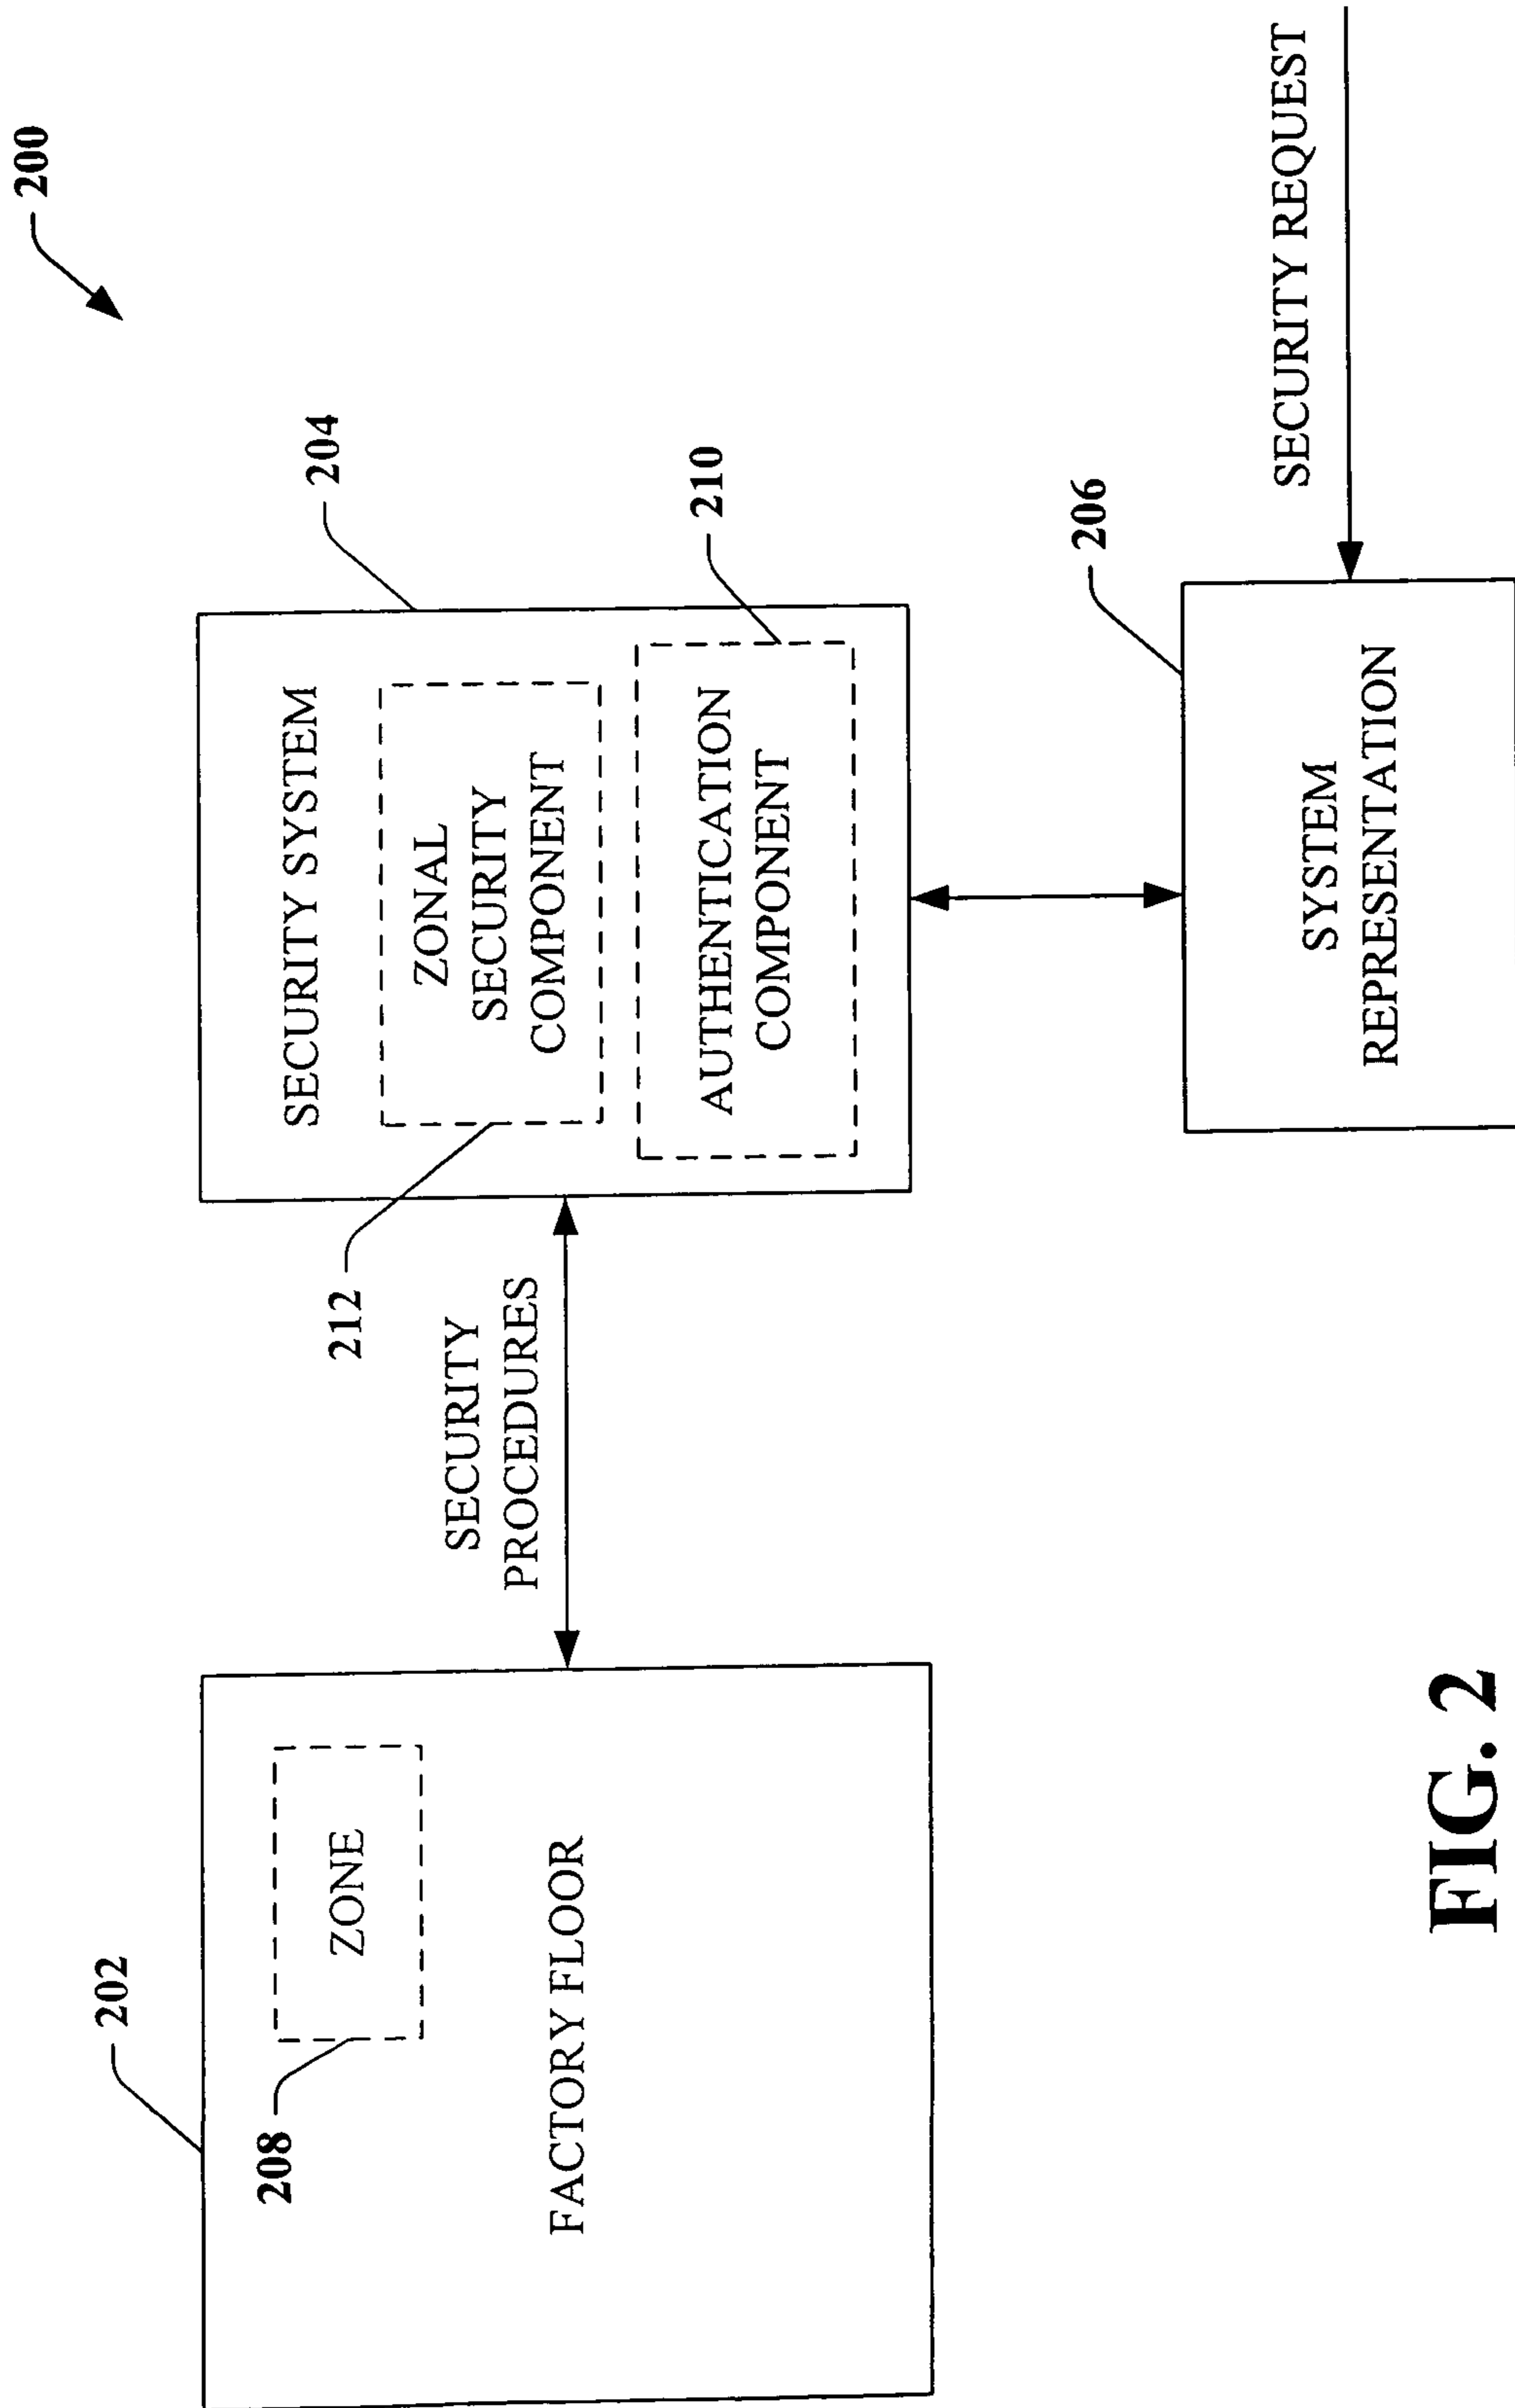 200
202
208
ZONE
FACTORY FLOOR
SECURITY
PROCEDURES
212
204
SECURITY SYSTEM
ZONAL
SECURITY
COMPONENT
210
AUTHENTICATION
COMPONENT
206
SYSTEM
REPRESENTATION
SECURITY REQUEST
FIG. 2